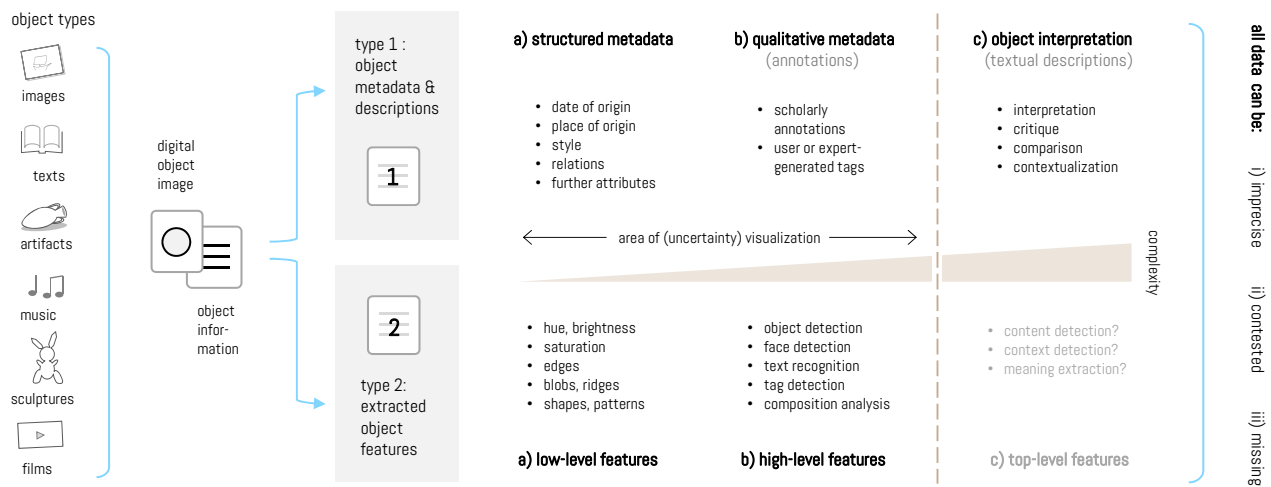 object types
images
texts
artifacts
music
sculptures
films
digital
object
image
object
infor-
mation
type 1 :
object
metadata &
descriptions
1
2
type 2:
extracted
object
features
a) structured metadata
• date of origin
• place of origin
• style
• relations
• further attributes
b) qualitative metadata
(annotations)
• scholarly
annotations
• user or expert-
generated tags
c) object interpretation
(textual descriptions)
• interpretation
• critique
• comparison
• contextualization
area of (uncertainty) visualization
complexity
• hue, brightness
• saturation
• edges
• blobs, ridges
• shapes, patterns
a) low-level features
• object detection
• face detection
• text recognition
• tag detection
• composition analysis
b) high-level features
• content detection?
• context detection?
• meaning extraction?
c) top-level features
all data can be:
i) imprecise
ii) contested
iii) missing